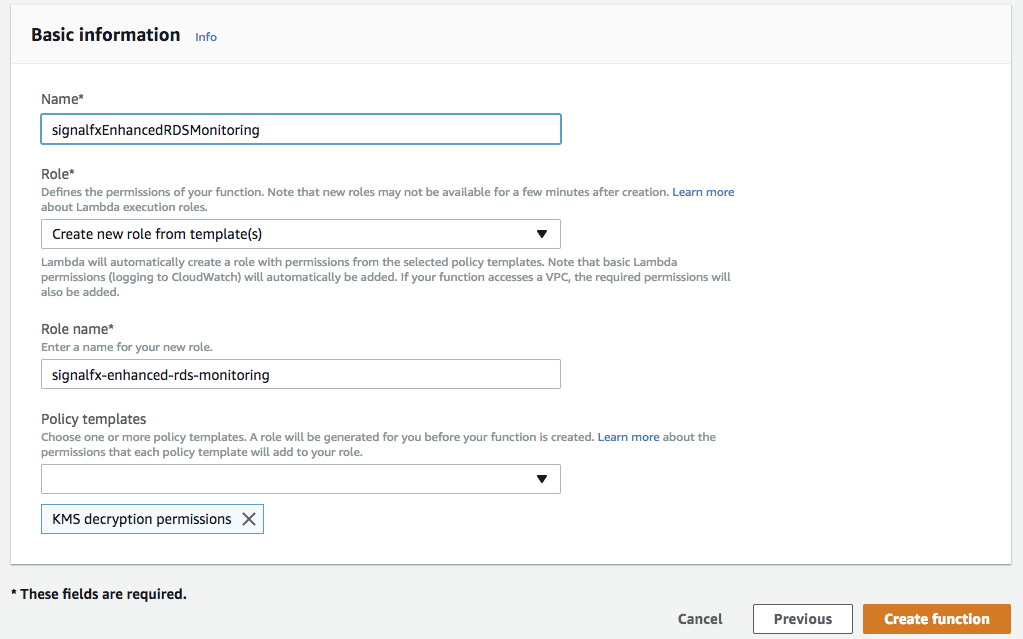 Basic information Info
Name*
signalfxEnhancedRDSMonitoring
Role*
Defines the permissions of your function. Note that new roles may not be available for a few minutes after creation. Learn more
about Lambda execution roles.
Create new role from template(s)
Lambda will automatically create a role with permissions from the selected policy templates. Note that basic Lambda
permissions (logging to CloudWatch) will automatically be added. If your function accesses a VPC, the required permissions will
also be added.
Role name*
Enter a name for your new role.
signalfx-enhanced-rds-monitoring
Policy templates
Choose one or more policy templates. A role will be generated for you before your function is created. Learn more about the
permissions that each policy template will add to your role.
KMS decryption permissions
* These fields are required.
Cancel Previous Create function